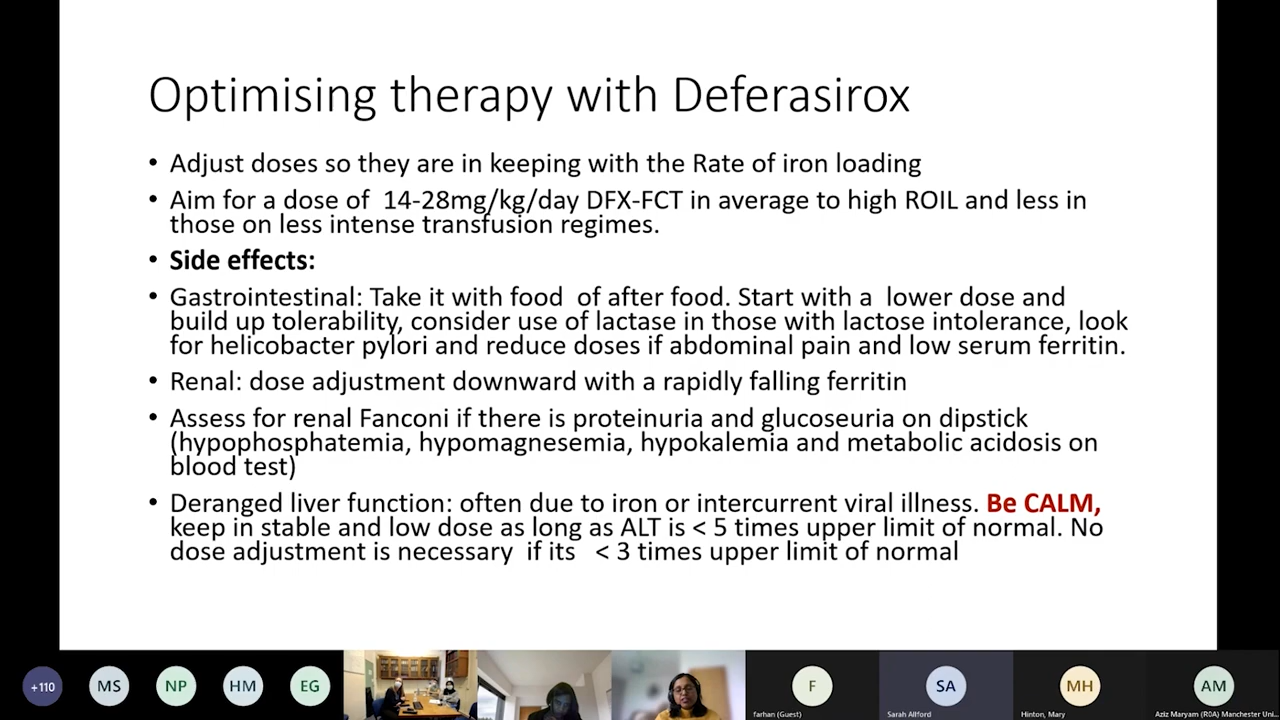 Optimising therapy with Deferasirox
• Adjust doses so they are in keeping with the Rate of iron loading
• Aim for a dose of 14-28mg/kg/day DFX-FCT in average to high ROIL and less in
those on less intense transfusion regimes.
• Side effects:
• Gastrointestinal: Take it with food of after food. Start with a lower dose and
build up tolerability, consider use of lactase in those with lactose intolerance, look
for helicobacter pylori and reduce doses if abdominal pain and low serum ferritin.
• Renal: dose adjustment downward with a rapidly falling ferritin
• Assess for renal Fanconi if there is proteinuria and glucoseuria on dipstick
(hypophosphatemia, hypomagnesemia, hypokalemia and metabolic acidosis on
blood test)
• Deranged liver function: often due to iron or intercurrent viral illness. Be CALM,
keep in stable and low dose as long as ALT is < 5 times upper limit of normal. No
dose adjustment is necessary if its < 3 times upper limit of normal
+110 MS NP HM EG F SA MH AM
farhan (Guest) Sarah Allford Hinton, Mary Aziz Maryam (R0A) Manchester Uni...